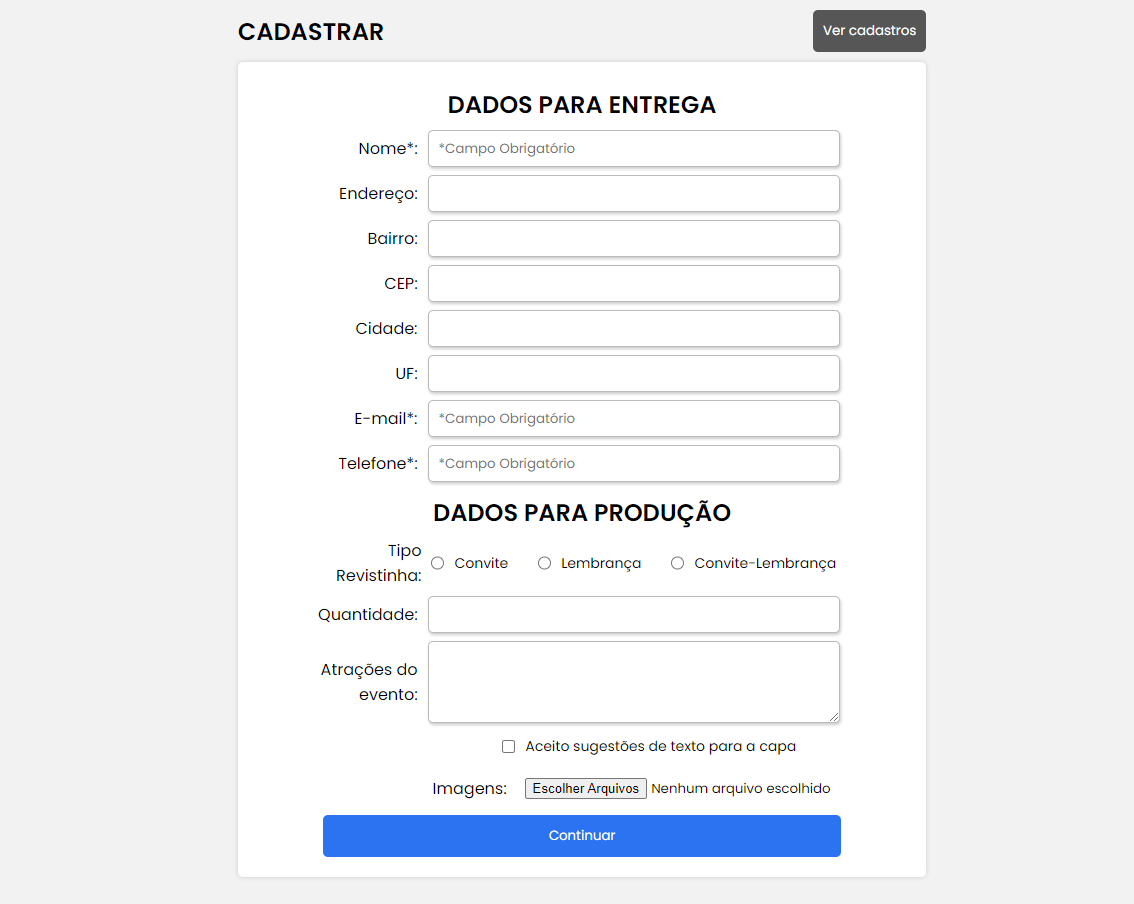 CADASTRAR
Ver cadastros
DADOS PARA ENTREGA
Nome*: *Campo Obrigatório
Endereço:
Bairro:
CEP:
Cidade:
UF:
E-mail*: *Campo Obrigatório
Telefone*: *Campo Obrigatório
DADOS PARA PRODUÇÃO
Tipo
Revistinha:
Convite Lembrança Convite-Lembrança
Quantidade:
Atrações do
evento:
Aceito sugestões de texto para a capa
Imagens: Escolher Arquivos Nenhum arquivo escolhido
Continuar